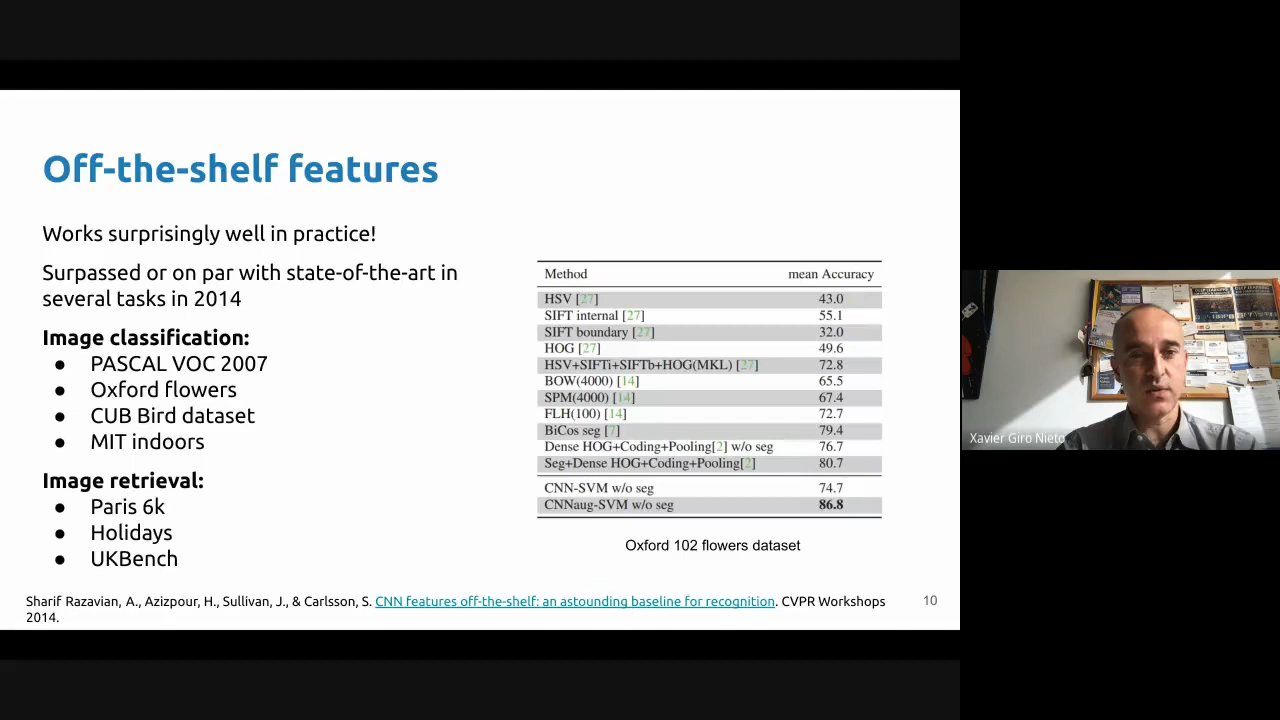 Off-the-shelf features
Works surprisingly well in practice!
Surpassed or on par with state-of-the-art in
several tasks in 2014
Image classification:
● PASCAL VOC 2007
● Oxford flowers
● CUB Bird dataset
● MIT indoors
Image retrieval:
● Paris 6k
● Holidays
● UKBench
Method mean Accuracy
HSV [27] 43.0
SIFT internal [27] 55.1
SIFT boundary [27] 32.0
HOG [27] 49.6
HSV+SIFTi+SIFTb+HOG(MKL) [27] 72.8
BOW(4000) [14] 65.5
SPM(4000) [14] 67.4
FLH(100) [14] 72.7
BiCos seg [7] 79.4
Dense HOG+Coding+Pooling[2] w/o seg 76.7
Seg+Dense HOG+Coding+Pooling[2] 80.7
CNN-SVM w/o seg 74.7
CNNaug-SVM w/o seg 86.8
Oxford 102 flowers dataset
Sharif Razavian, A., Azizpour, H., Sullivan, J., & Carlsson, S. CNN features off-the-shelf: an astounding baseline for recognition. CVPR Workshops
2014.
10
DEEP LEARNING
Xavier Giro Nieto